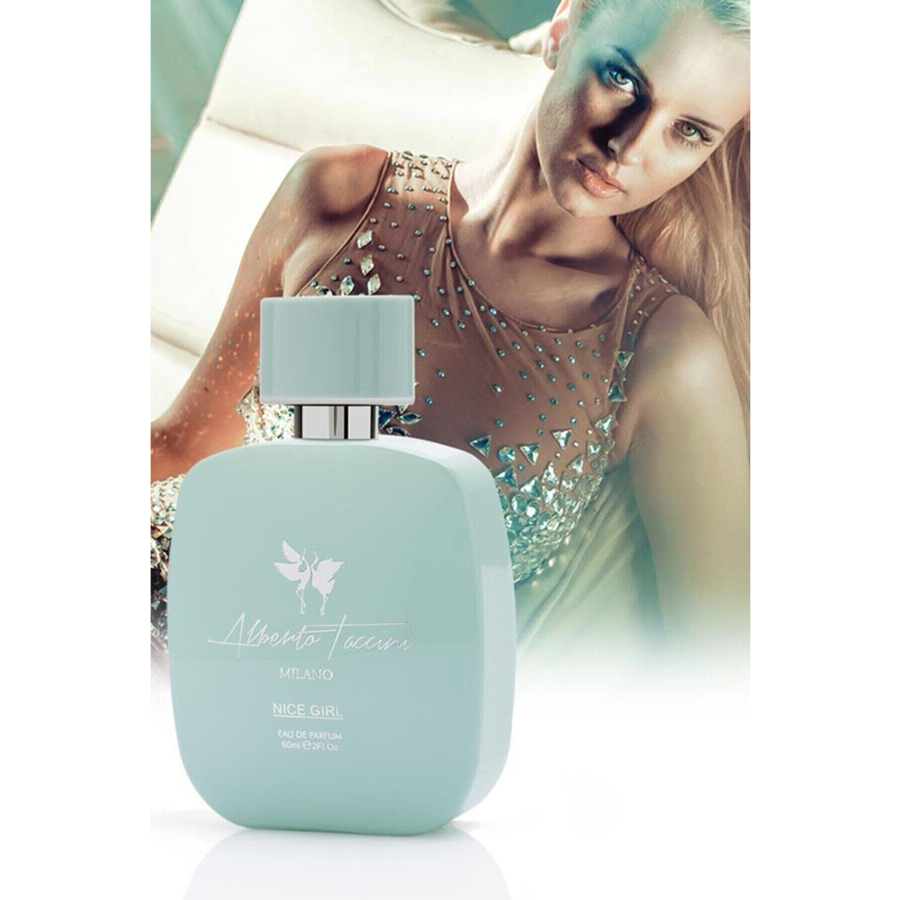 Alberto Taccini
MILANO
NICE GIRL
EAU DE PARFUM
60ml e 2Fl.Oz